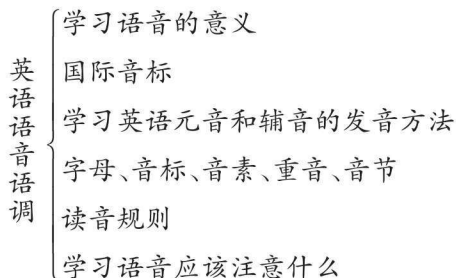 英语语音语调
学习语音的意义
国际音标
学习英语元音和辅音的发音方法
字母、音标、音素、重音、音节
读音规则
学习语音应该注意什么